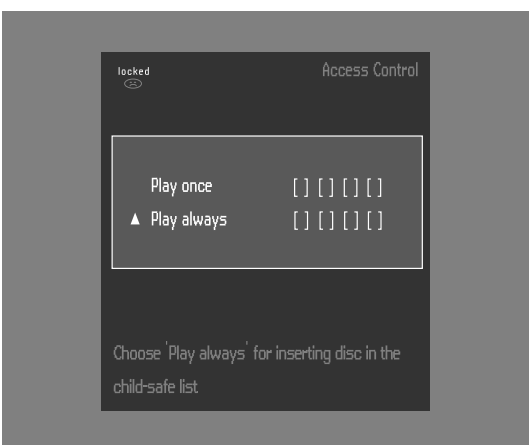 locked
Access Control
Play once [ ] [ ] [ ] [ ]
▲ Play always [ ] [ ] [ ] [ ]
Choose 'Play always' for inserting disc in the
child-safe list